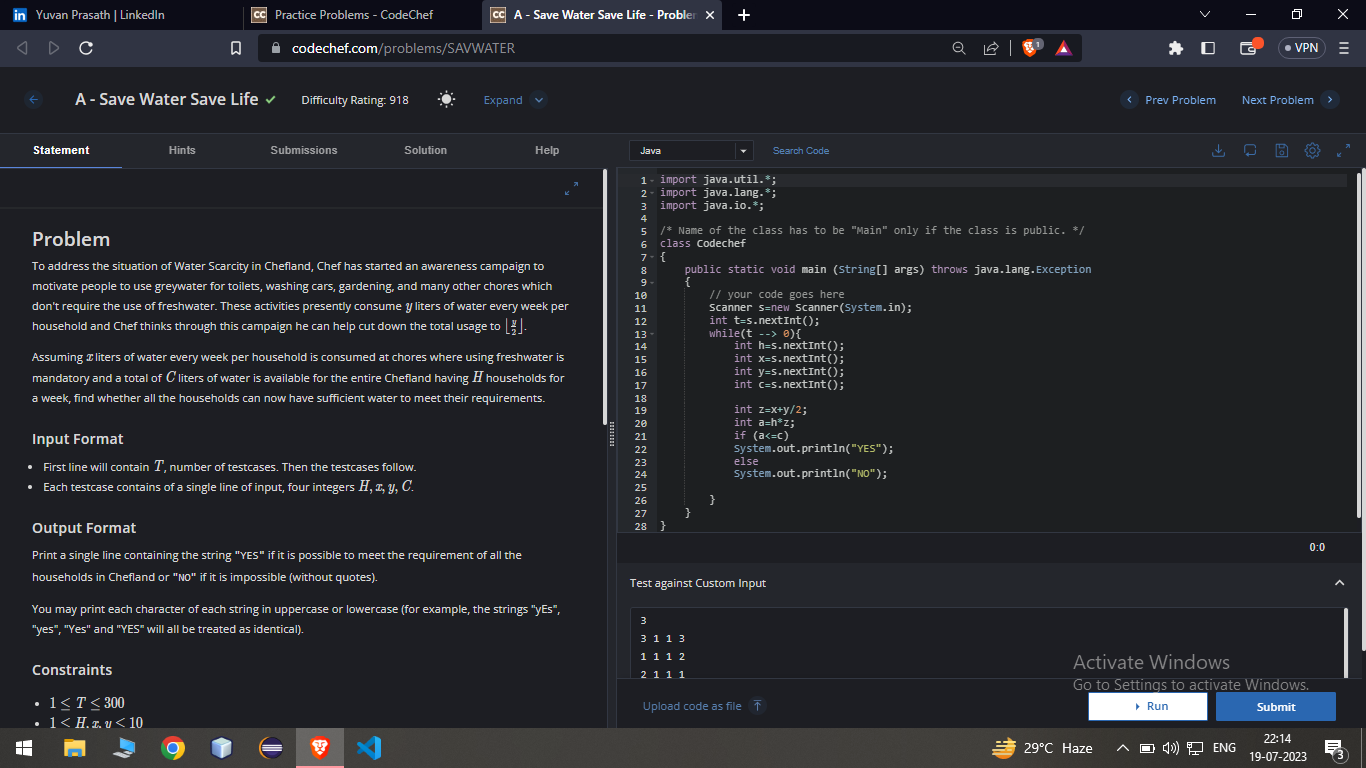 Yuvan Prasath | LinkedIn
Practice Problems - CodeChef
A - Save Water Save Life - Probler
codechef.com/problems/SAVWATER
1
VPN
A - Save Water Save Life ✓
Difficulty Rating: 918
Expand
Prev Problem
Next Problem
Statement
Hints
Submissions
Solution
Help
Problem
To address the situation of Water Scarcity in Chefland, Chef has started an awareness campaign to
motivate people to use greywater for toilets, washing cars, gardening, and many other chores which
don't require the use of freshwater. These activities presently consume y liters of water every week per
household and Chef thinks through this campaign he can help cut down the total usage to ⌊y/2⌋.
Assuming x liters of water every week per household is consumed at chores where using freshwater is
mandatory and a total of C liters of water is available for the entire Chefland having H households for
a week, find whether all the households can now have sufficient water to meet their requirements.
Input Format
• First line will contain T, number of testcases. Then the testcases follow.
• Each testcase contains of a single line of input, four integers H, x, y, C.
Output Format
Print a single line containing the string "YES" if it is possible to meet the requirement of all the
households in Chefland or "NO" if it is impossible (without quotes).
You may print each character of each string in uppercase or lowercase (for example, the strings "yEs",
"yes", "Yes" and "YES" will all be treated as identical).
Constraints
• 1 ≤ T ≤ 300
• 1 ≤ H, x, y ≤ 10
Java
Search Code
1 import java.util.*;
2 import java.lang.*;
3 import java.io.*;
4
5 /* Name of the class has to be "Main" only if the class is public. */
6 class Codechef
7 {
8 public static void main (String[] args) throws java.lang.Exception
9 {
10 // your code goes here
11 Scanner s=new Scanner(System.in);
12 int t=s.nextInt();
13 while(t --> 0){
14 int h=s.nextInt();
15 int x=s.nextInt();
16 int y=s.nextInt();
17 int c=s.nextInt();
18
19 int z=x+y/2;
20 int a=h*z;
21 if (a<=c)
22 System.out.println("YES");
23 else
24 System.out.println("NO");
25
26 }
27 }
28 }
0:0
Test against Custom Input
3
3 1 1 3
1 1 1 2
2 1 1 1
Activate Windows
Go to Settings to activate Windows.
Upload code as file
Run
Submit
29°C Haze
ENG
22:14
19-07-2023
3